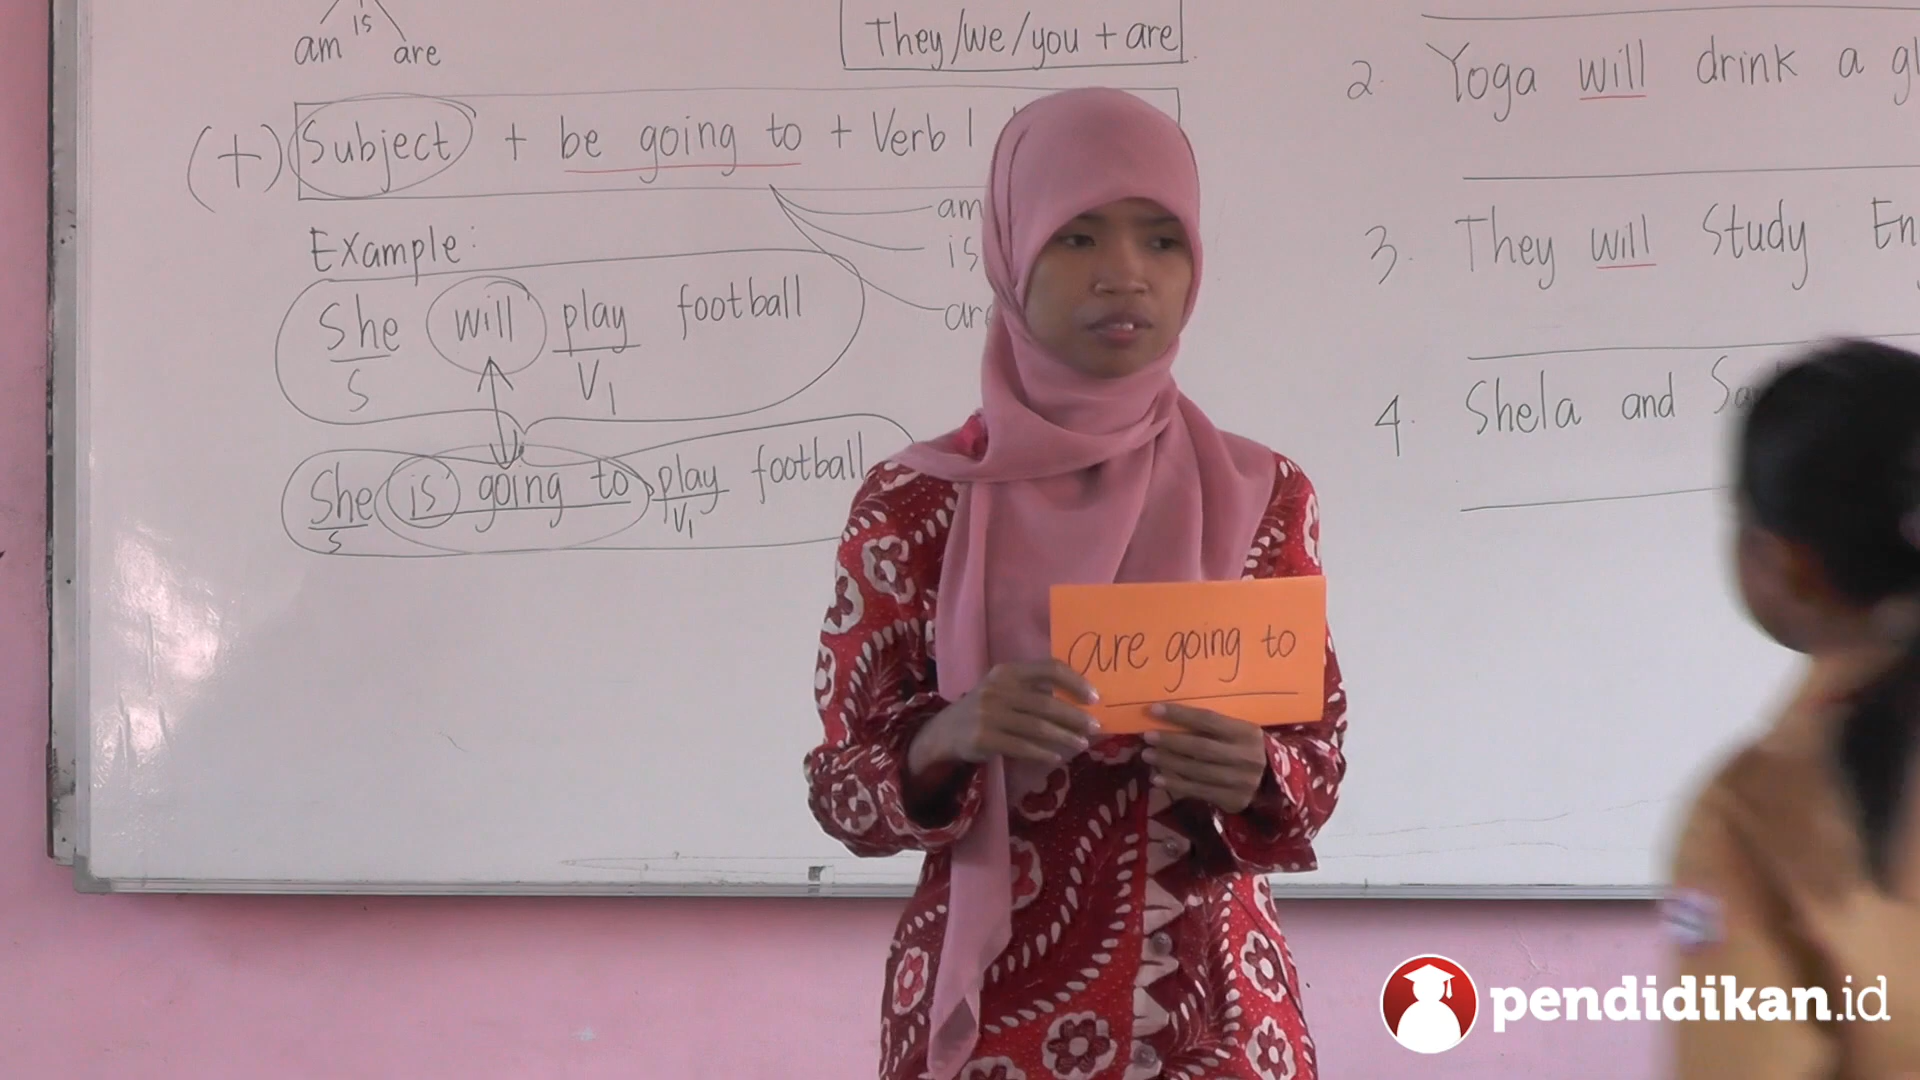 is
am are
They/we/you + are
(+) Subject + be going to + Verb 1
am
is
Example:
She will play football
S V1
She is going to play football
S V1
2. Yoga will drink a
3. They will study
4. Shela and
are going to
pendidikan.id